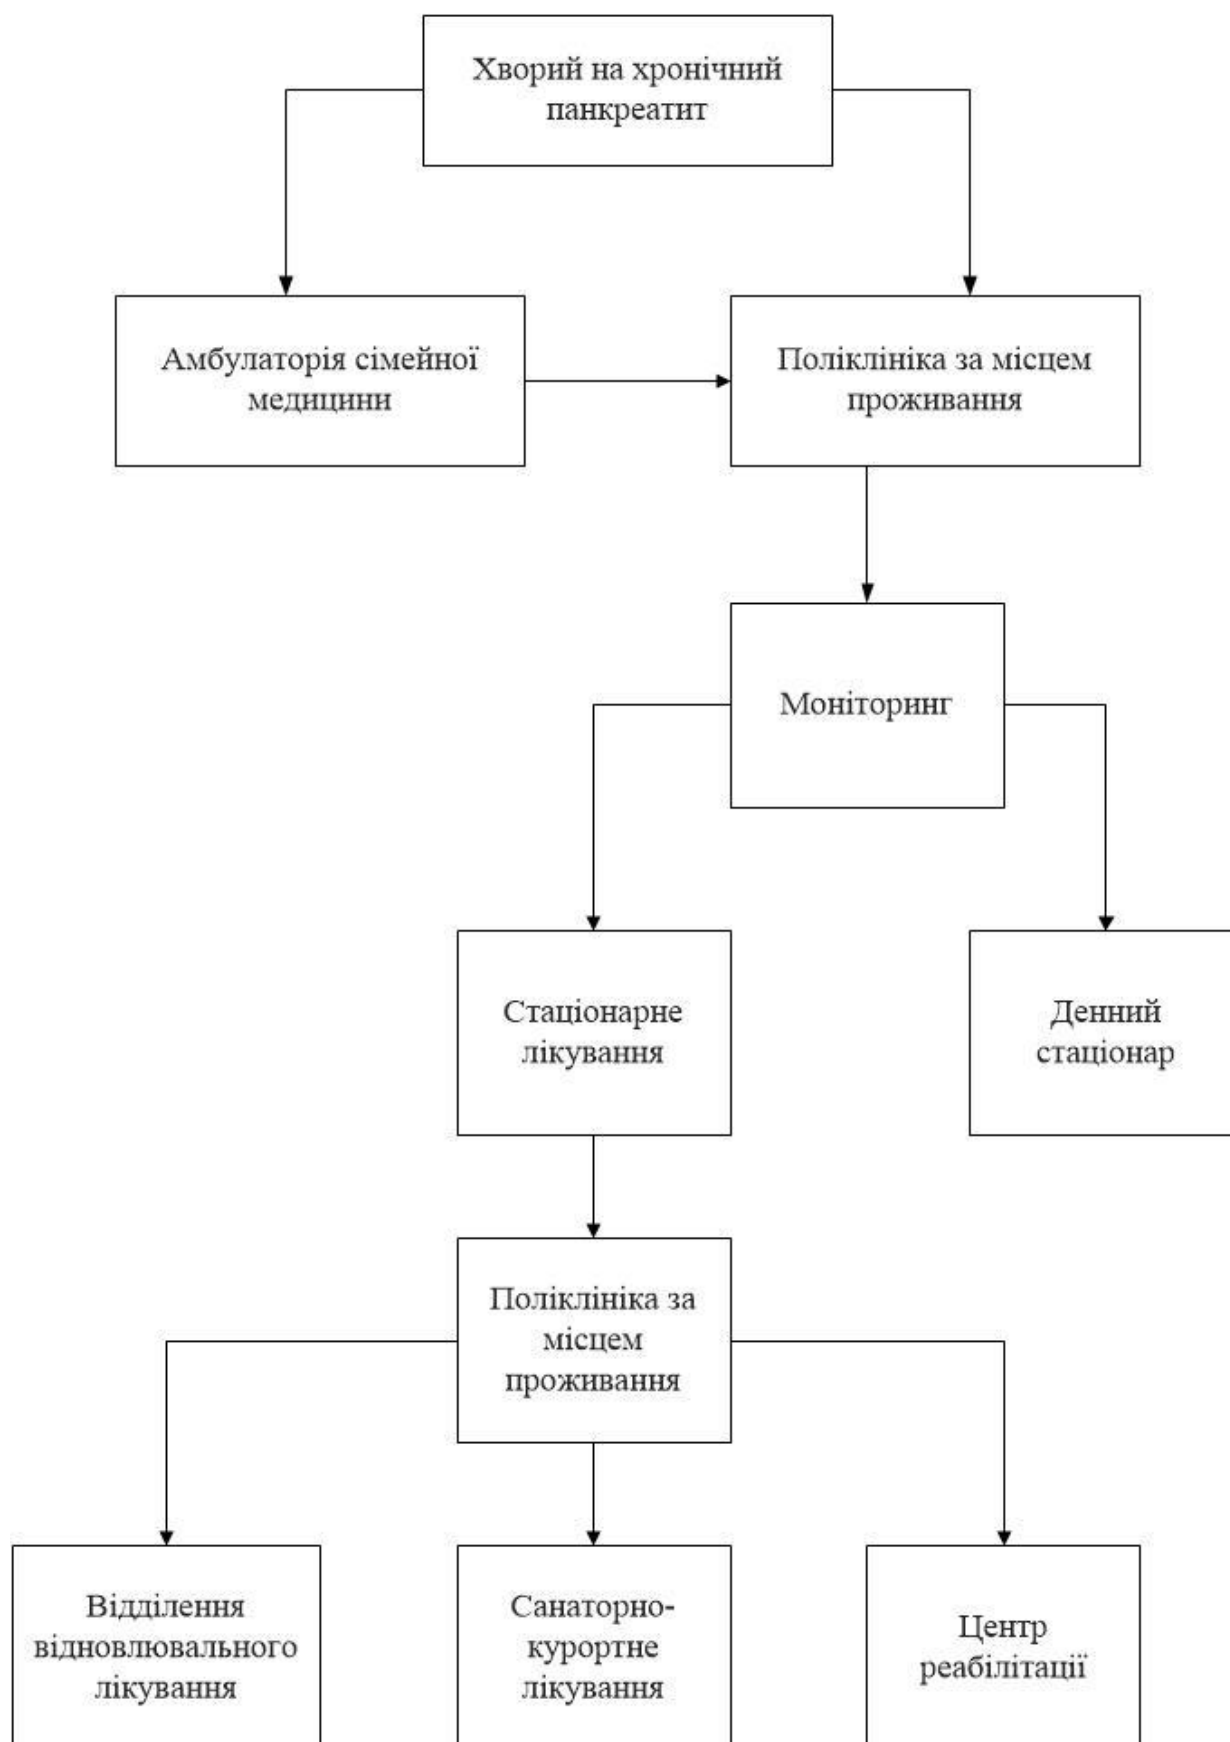 Хворий на хронічний
панкреатит
Амбулаторія сімейної
медицини
Поліклініка за місцем
проживання
Моніторинг
Стаціонарне
лікування
Денний
стаціонар
Поліклініка за
місцем
проживання
Відділення
відновлювального
лікування
Санаторно-
курортне
лікування
Центр
реабілітації